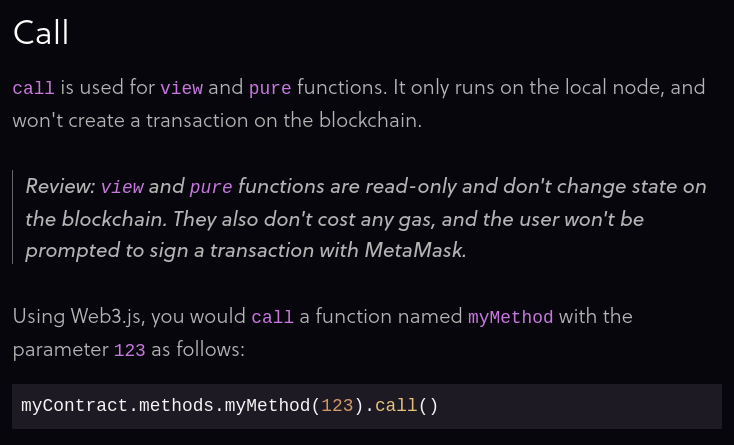 Call
call is used for view and pure functions. It only runs on the local node, and
won't create a transaction on the blockchain.
Review: view and pure functions are read-only and don't change state on
the blockchain. They also don't cost any gas, and the user won't be
prompted to sign a transaction with MetaMask.
Using Web3.js, you would call a function named myMethod with the
parameter 123 as follows:
myContract.methods.myMethod(123).call()